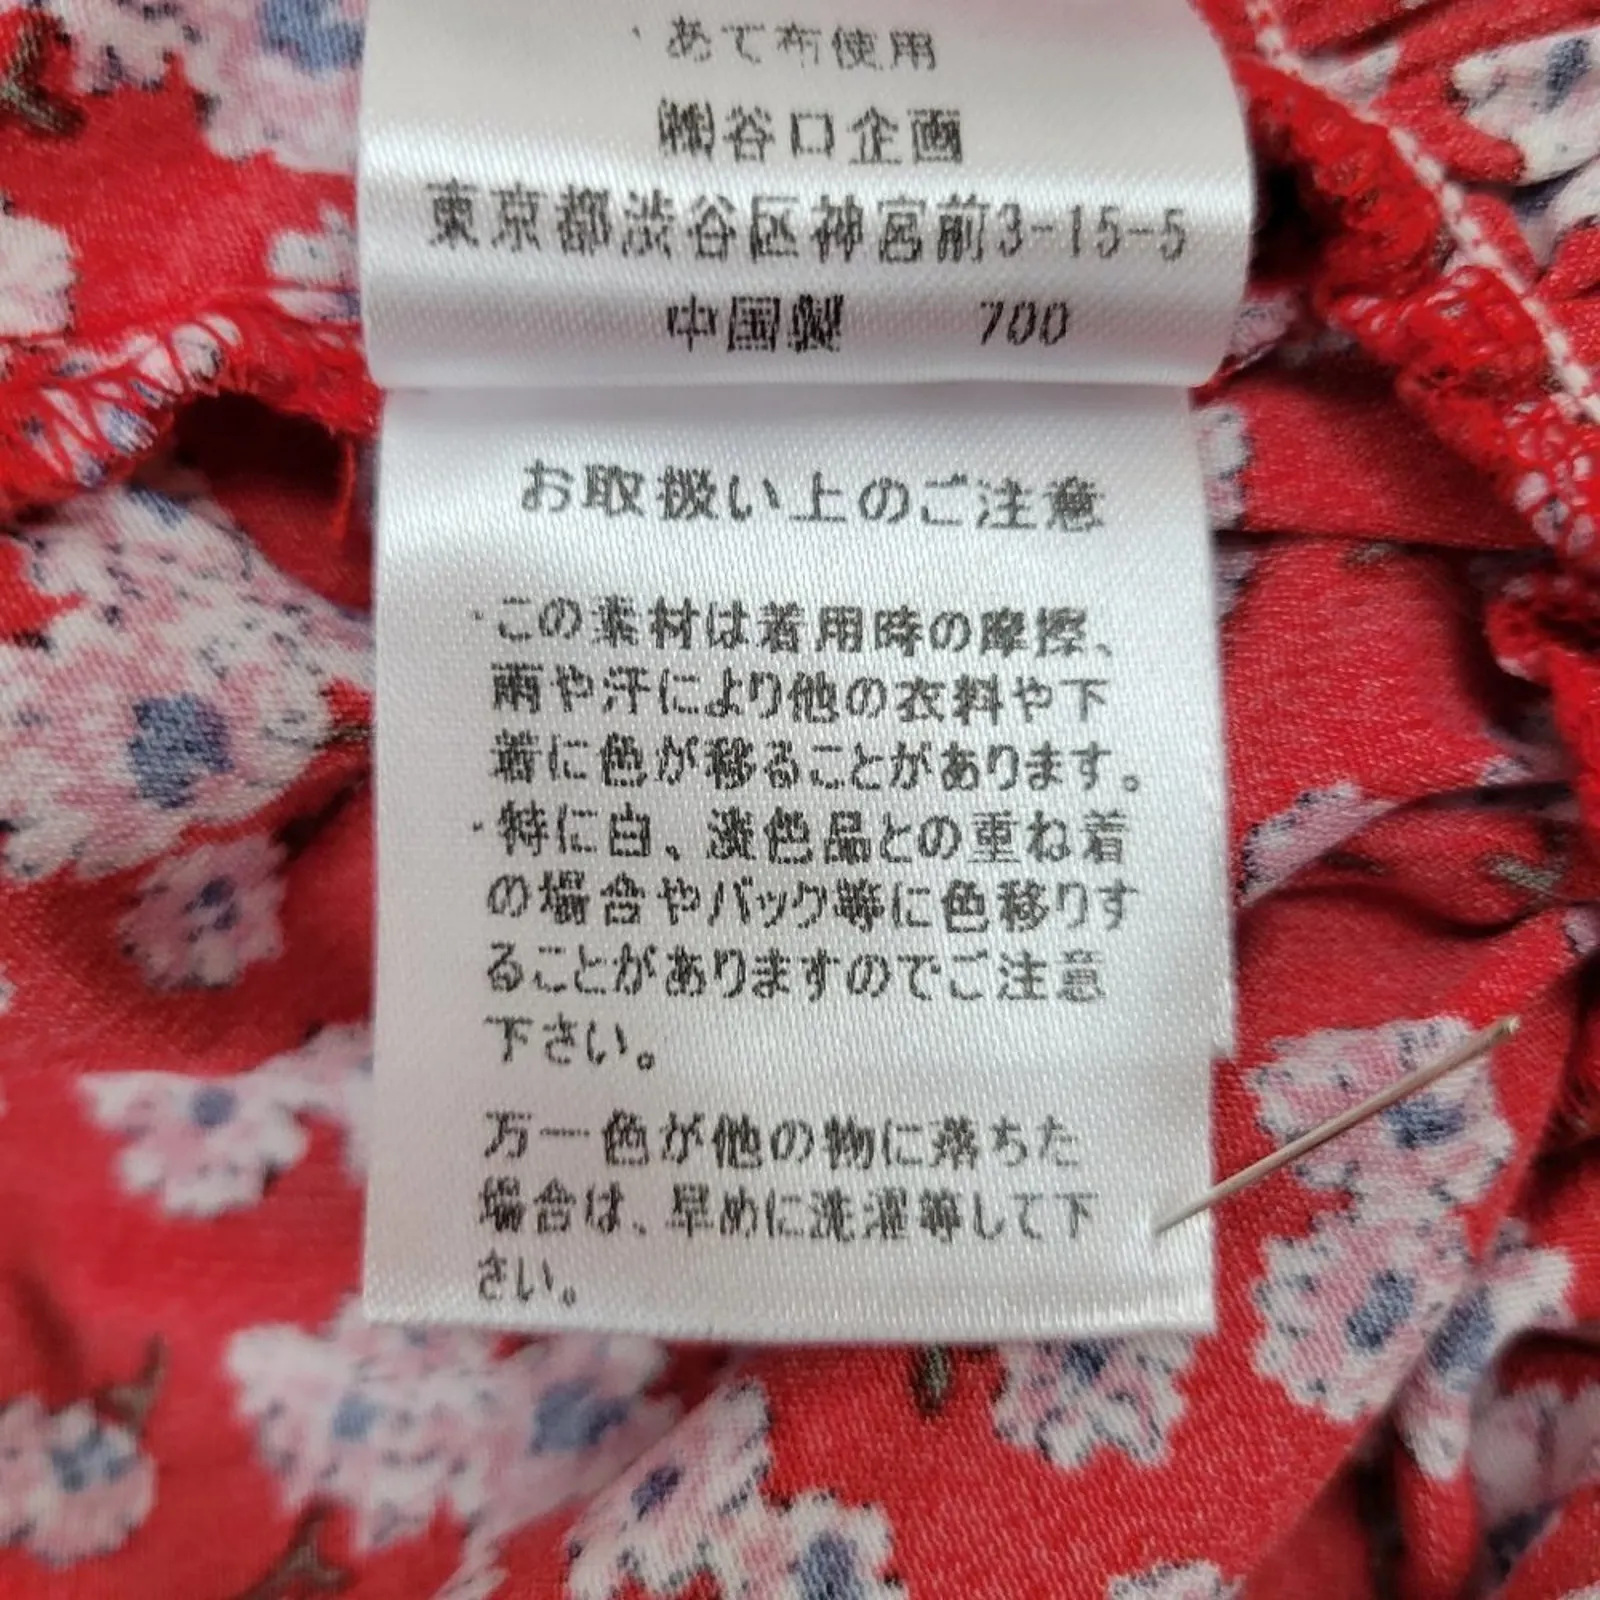 ・あて布使用
㈱谷口企画
東京都渋谷区神宮前3-15-5
中国製 700
お取扱い上のご注意
・この素材は着用時の摩擦、
雨や汗により他の衣料や下
着に色が移ることがあります。
・特に白、淡色品との重ね着
の場合やバック等に色移りす
ることがありますのでご注意
下さい。
万一色が他の物に落ちた
場合は、早めに洗濯等して下
さい。